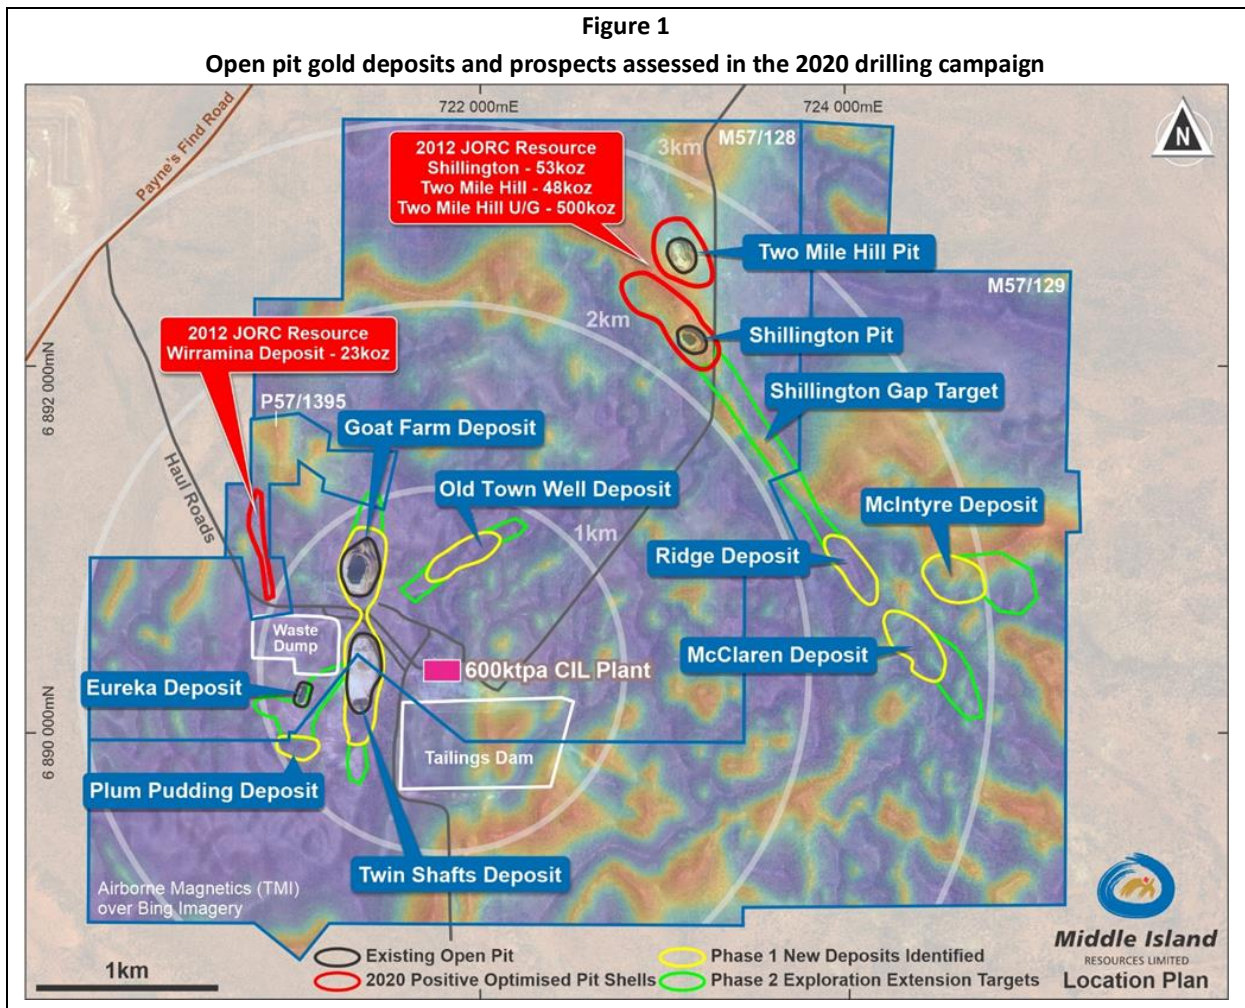 Figure 1
Open pit gold deposits and prospects assessed in the 2020 drilling campaign
722 000mE
724 000mE
Payne's Find Road
2012 JORC Resource
Shillington - 53koz
Two Mile Hill - 48koz
Two Mile Hill U/G - 500koz
3km
M57/128
N
Two Mile Hill Pit
M57/129
2km
Shillington Pit
2012 JORC Resource
Wirramina Deposit - 23koz
6 892 000mN
Shillington Gap Target
P57/1395
Goat Farm Deposit
Haul Roads
Old Town Well Deposit
McIntyre Deposit
1km
Ridge Deposit
Waste
Dump
McClaren Deposit
600ktpa CIL Plant
Eureka Deposit
6 890 000mN
Tailings Dam
Plum Pudding Deposit
Twin Shafts Deposit
Airborne Magnetics (TMI)
over Bing Imagery
Existing Open Pit
Phase 1 New Deposits Identified
2020 Positive Optimised Pit Shells
Phase 2 Exploration Extension Targets
1km
Middle Island
RESOURCES LIMITED
Location Plan